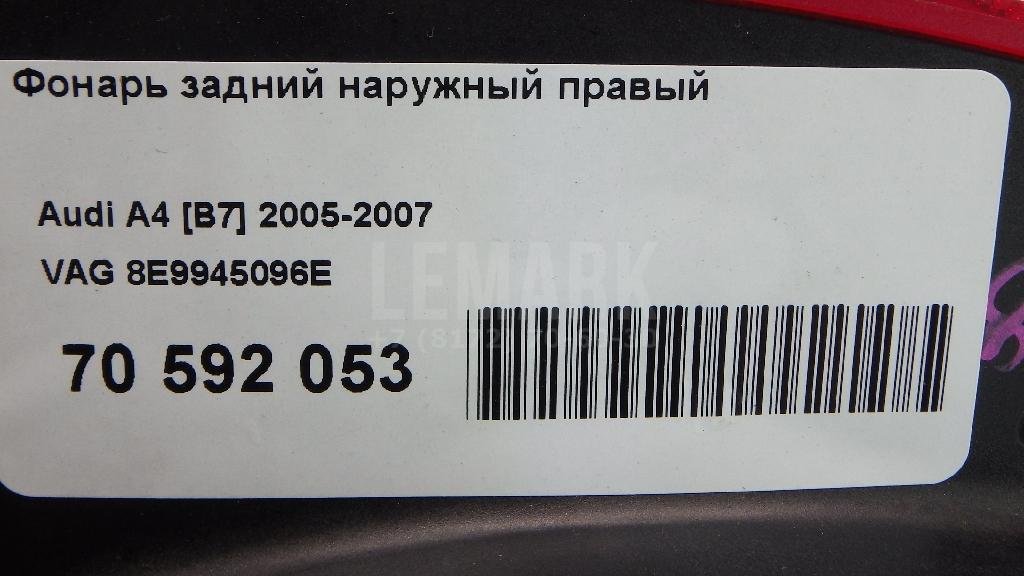 Фонарь задний наружный правый
Audi A4 [B7] 2005-2007
VAG 8E9945096E
LEMARK
70 592 053